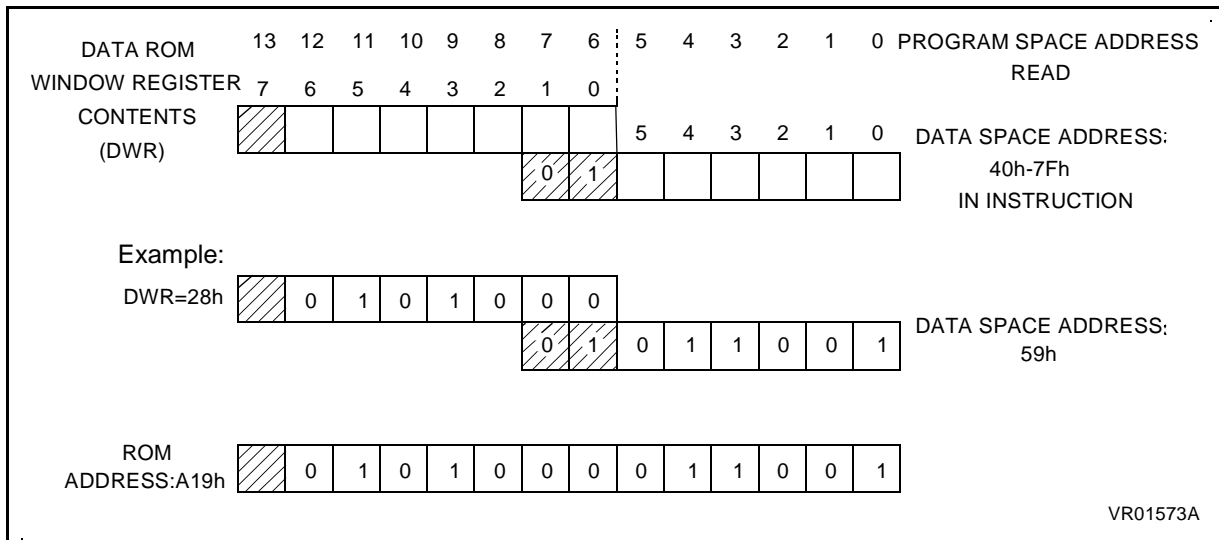 13 12 11 10 9 8 7 6 5 4 3 2 1 0 PROGRAM SPACE ADDRESS
READ
DATA ROM
WINDOW REGISTER
CONTENTS
(DWR)
7 6 5 4 3 2 1 0
5 4 3 2 1 0
DATA SPACE ADDRESS:
40h-7Fh
IN INSTRUCTION
0 1
Example:
DWR=28h
0 1 0 1 0 0 0
0 1 0 1 1 0 0 1
DATA SPACE ADDRESS:
59h
ROM
ADDRESS:A19h
0 1 0 1 0 0 0 0 1 1 0 0 1
VR01573A